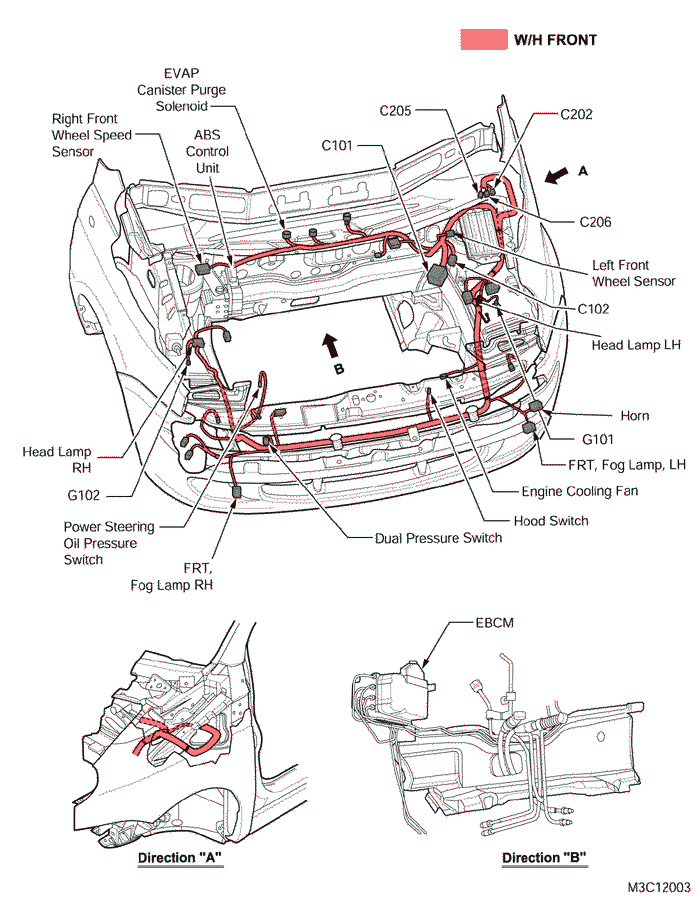 W/H FRONT
EVAP
Canister Purge
Solenoid
Right Front
Wheel Speed
Sensor
ABS
Control
Unit
C101
C205
C202
A
C206
Left Front
Wheel Sensor
C102
Head Lamp LH
B
Horn
G101
FRT, Fog Lamp, LH
Engine Cooling Fan
Hood Switch
Dual Pressure Switch
Head Lamp
RH
G102
Power Steering
Oil Pressure
Switch
FRT,
Fog Lamp RH
EBCM
Direction "A"
Direction "B"
M3C12003